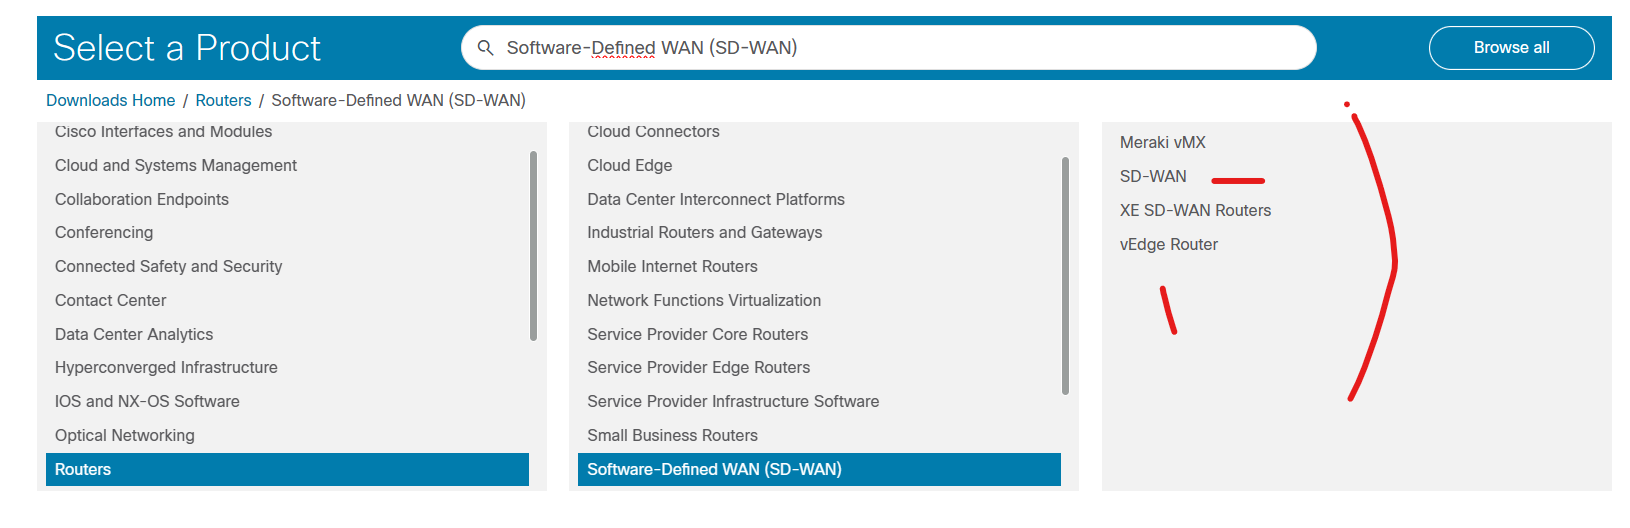 Select a Product
Software-Defined WAN (SD-WAN)
Browse all
Downloads Home / Routers / Software-Defined WAN (SD-WAN)
Cisco Interfaces and Modules
Cloud and Systems Management
Collaboration Endpoints
Conferencing
Connected Safety and Security
Contact Center
Data Center Analytics
Hyperconverged Infrastructure
IOS and NX-OS Software
Optical Networking
Routers
Cloud Connectors
Cloud Edge
Data Center Interconnect Platforms
Industrial Routers and Gateways
Mobile Internet Routers
Network Functions Virtualization
Service Provider Core Routers
Service Provider Edge Routers
Service Provider Infrastructure Software
Small Business Routers
Software-Defined WAN (SD-WAN)
Meraki vMX
SD-WAN
XE SD-WAN Routers
vEdge Router